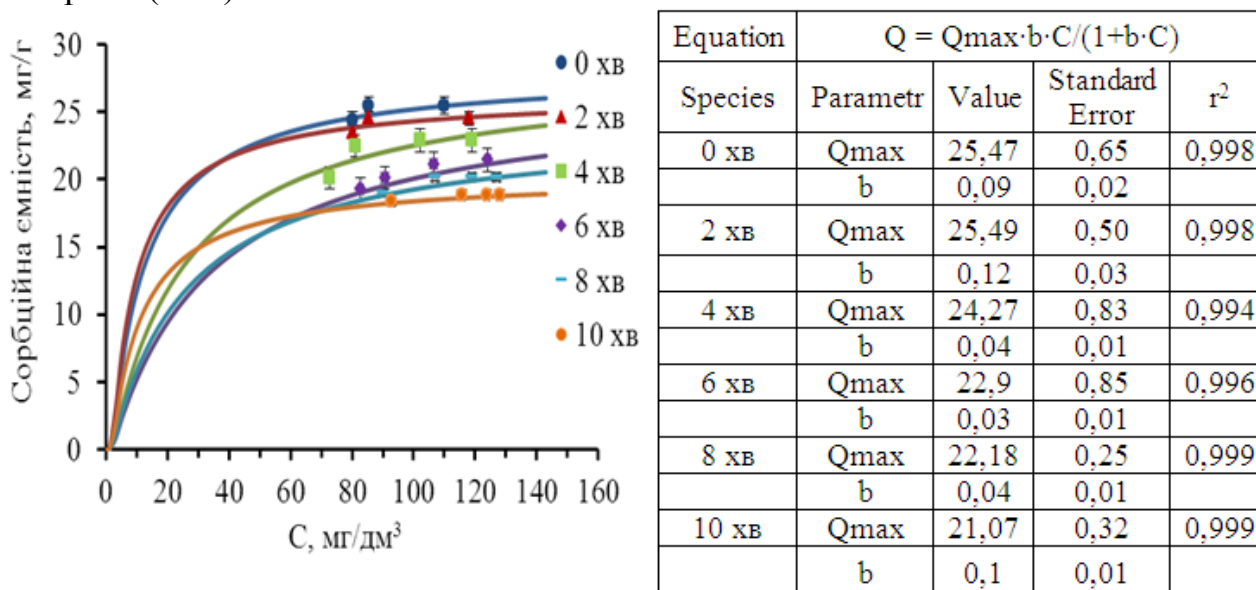 Сорбційна ємність, мг/г
30
25
20
15
10
5
0
0 20 40 60 80 100 120 140 160
С, мг/дм³
0 хв
2 хв
4 хв
6 хв
8 хв
10 хв
Equation Q = Qmax·b·C/(1+b·C)
Species Parametr Value Standard Error r²
0 хв Qmax 25,47 0,65 0,998
b 0,09 0,02
2 хв Qmax 25,49 0,50 0,998
b 0,12 0,03
4 хв Qmax 24,27 0,83 0,994
b 0,04 0,01
6 хв Qmax 22,9 0,85 0,996
b 0,03 0,01
8 хв Qmax 22,18 0,25 0,999
b 0,04 0,01
10 хв Qmax 21,07 0,32 0,999
b 0,1 0,01